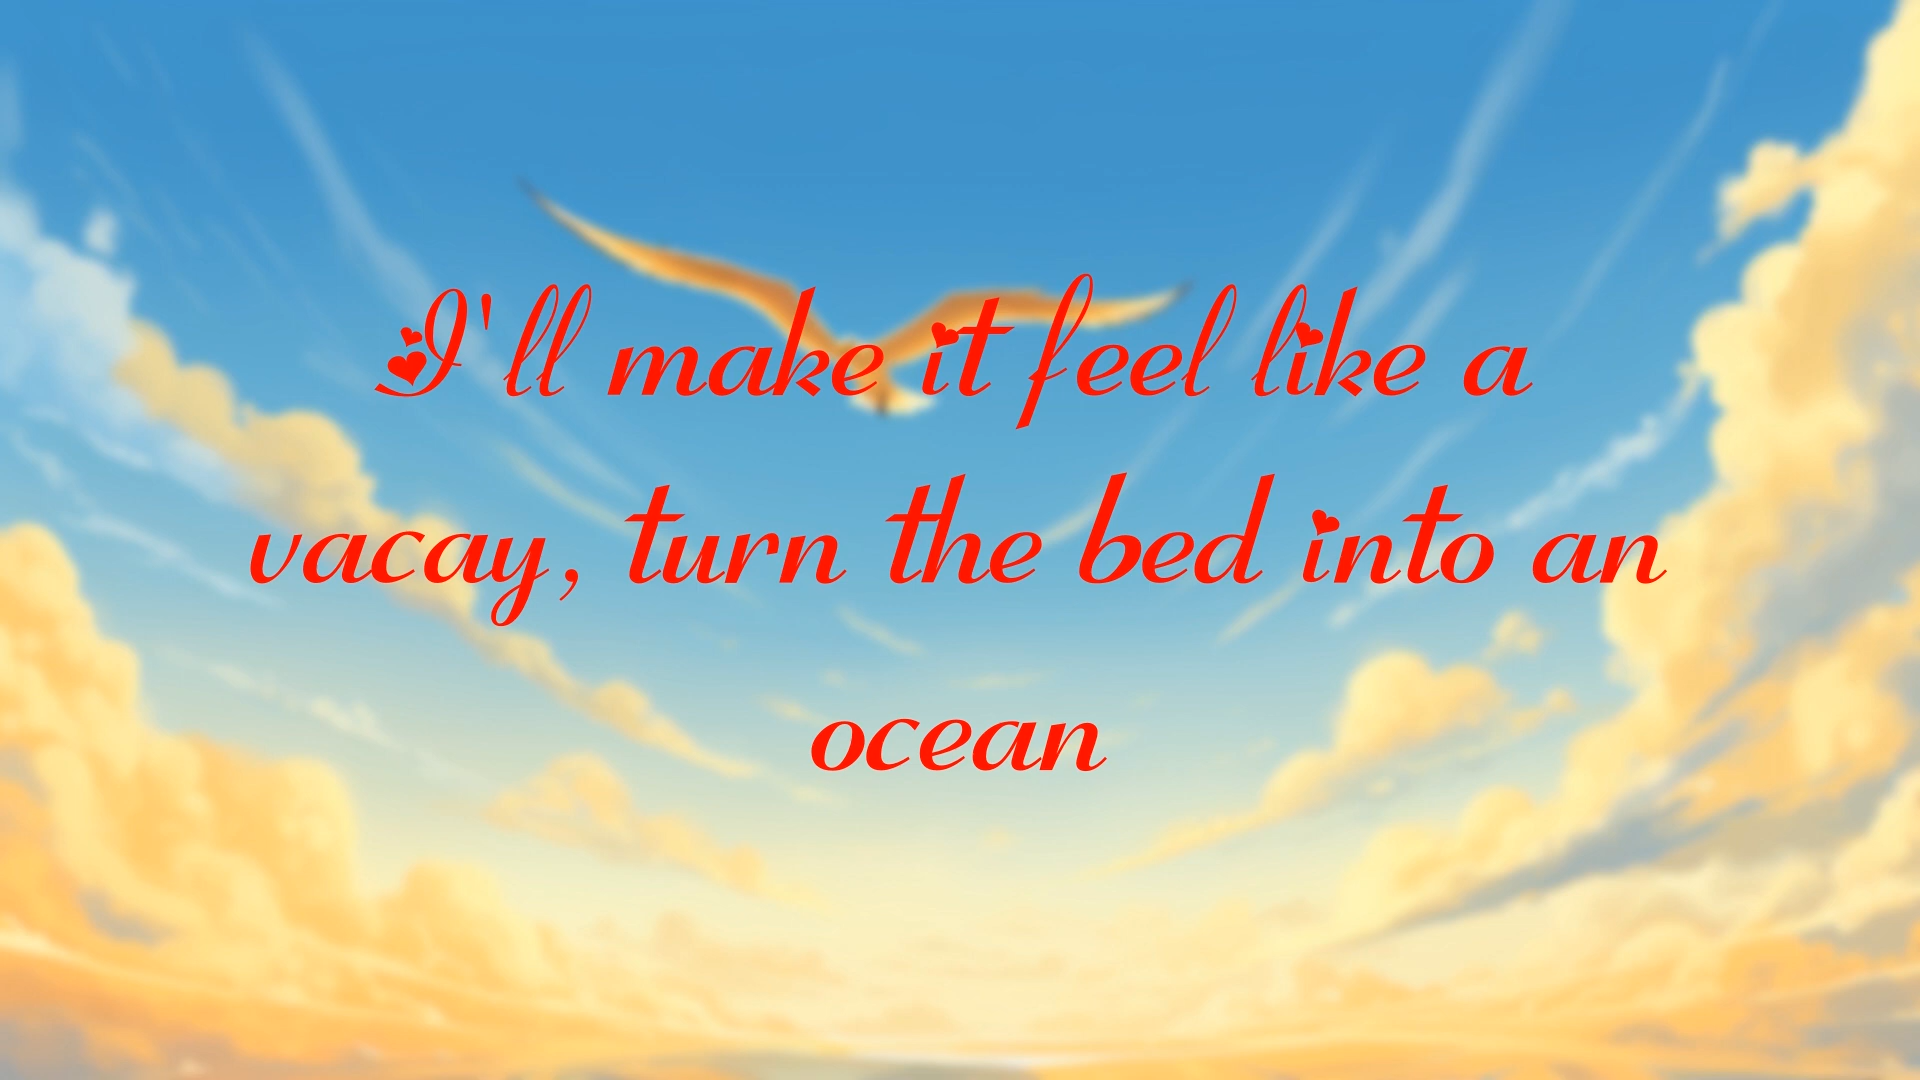 I'll make it feel like a
vacay, turn the bed into an
ocean